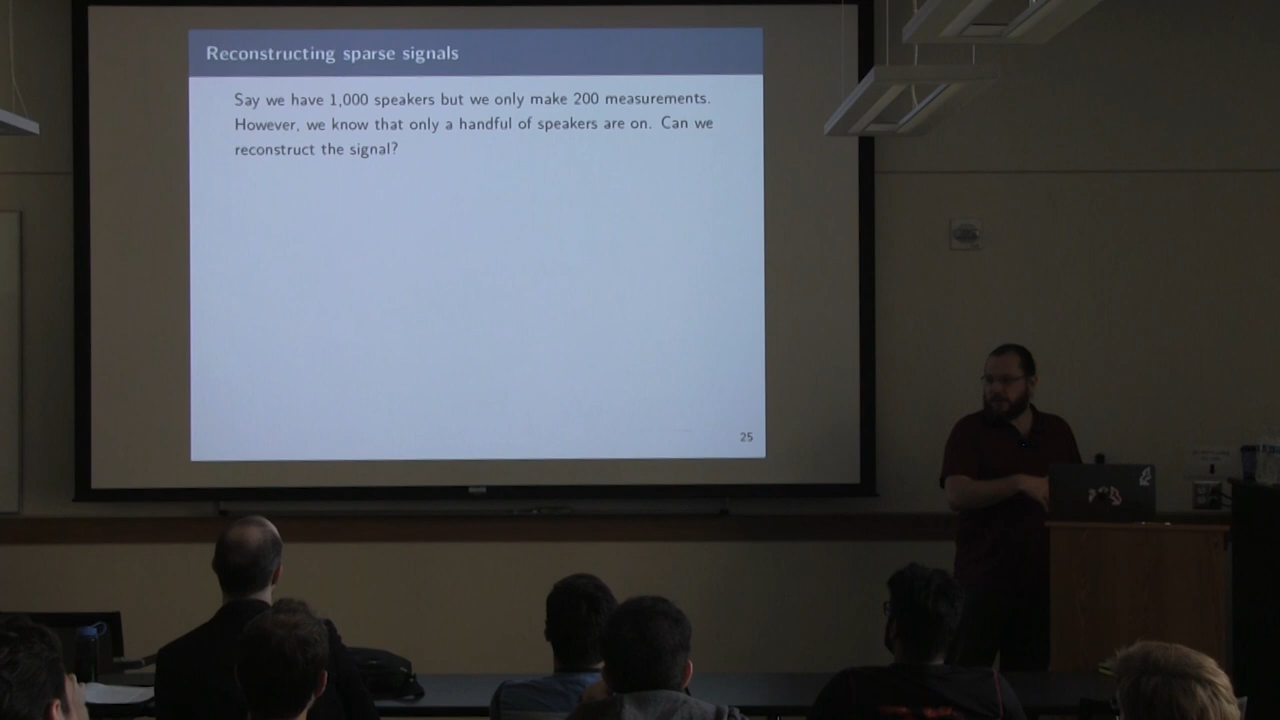 Reconstructing sparse signals
Say we have 1,000 speakers but we only make 200 measurements.
However, we know that only a handful of speakers are on. Can we
reconstruct the signal?
25